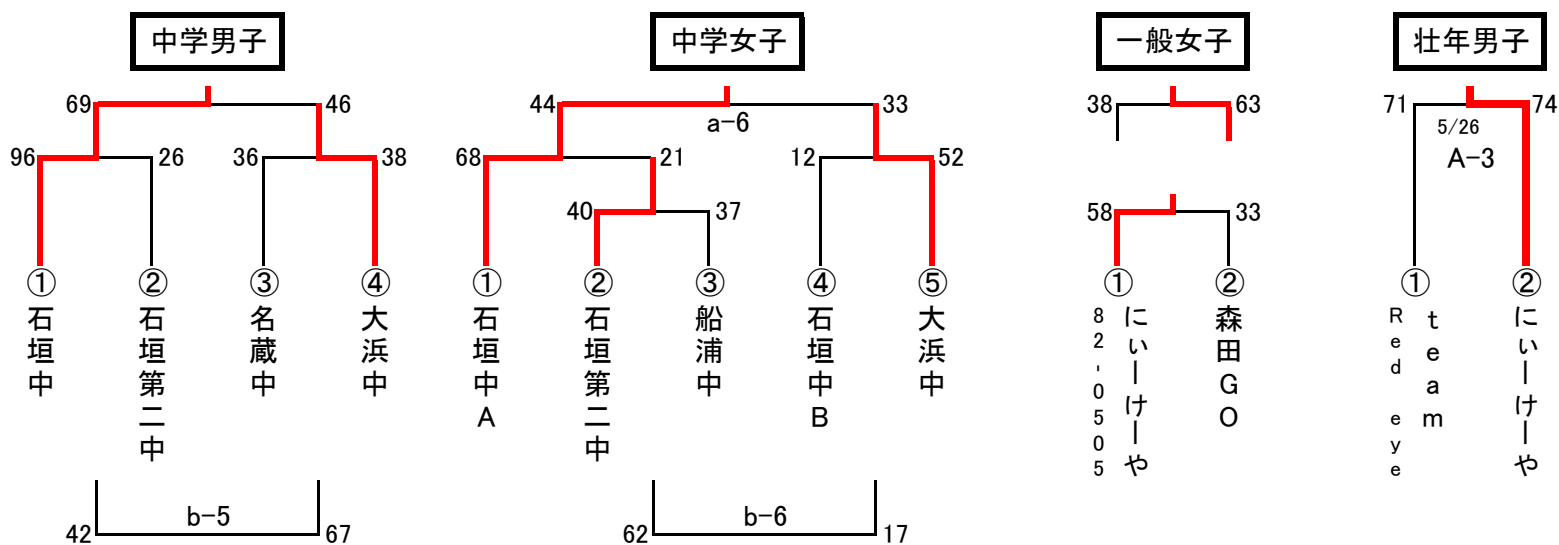 中学男子
69
46
96
26
36
38
①
石垣中
②
石垣第二中
③
名蔵中
④
大浜中
42
b-5
67
中学女子
44
a-6
33
68
21
12
52
40
37
①
石垣中A
②
石垣第二中
③
船浦中
④
石垣中B
⑤
大浜中
62
b-6
17
一般女子
38
63
58
33
①
にぃーけーや
82-0505
②
森田GO
壮年男子
71
74
5/26
A-3
①
team
Red eye
②
にぃーけーや